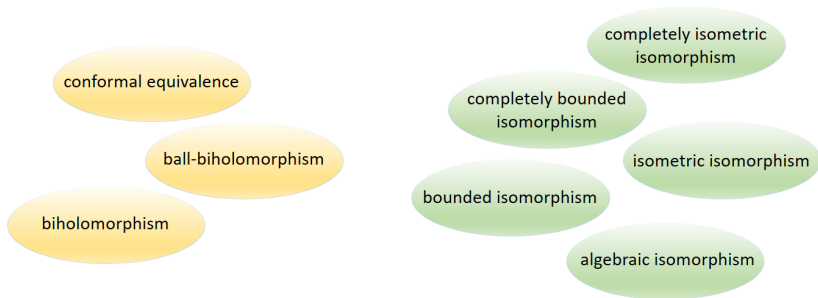 conformal equivalence
ball-biholomorphism
biholomorphism
completely isometric
isomorphism
completely bounded
isomorphism
isometric isomorphism
bounded isomorphism
algebraic isomorphism